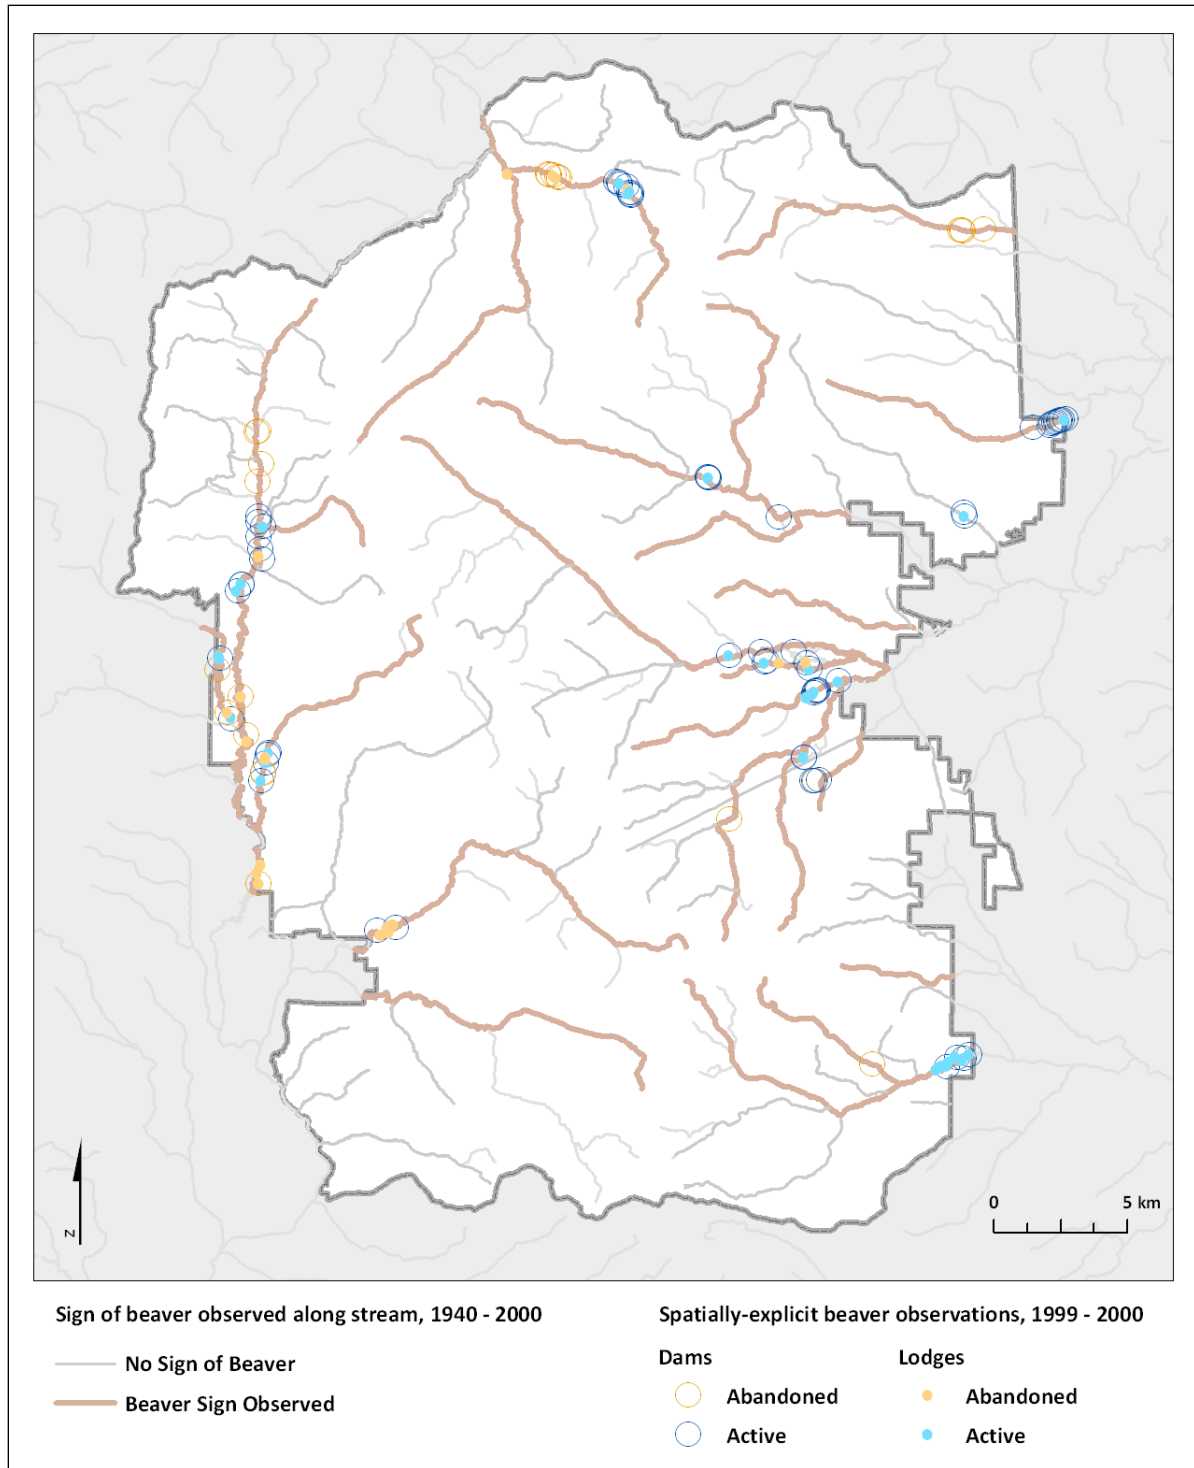 N
0 5 km
Sign of beaver observed along stream, 1940 - 2000
No Sign of Beaver
Beaver Sign Observed
Spatially-explicit beaver observations, 1999 - 2000
Dams Lodges
Abandoned Abandoned
Active Active